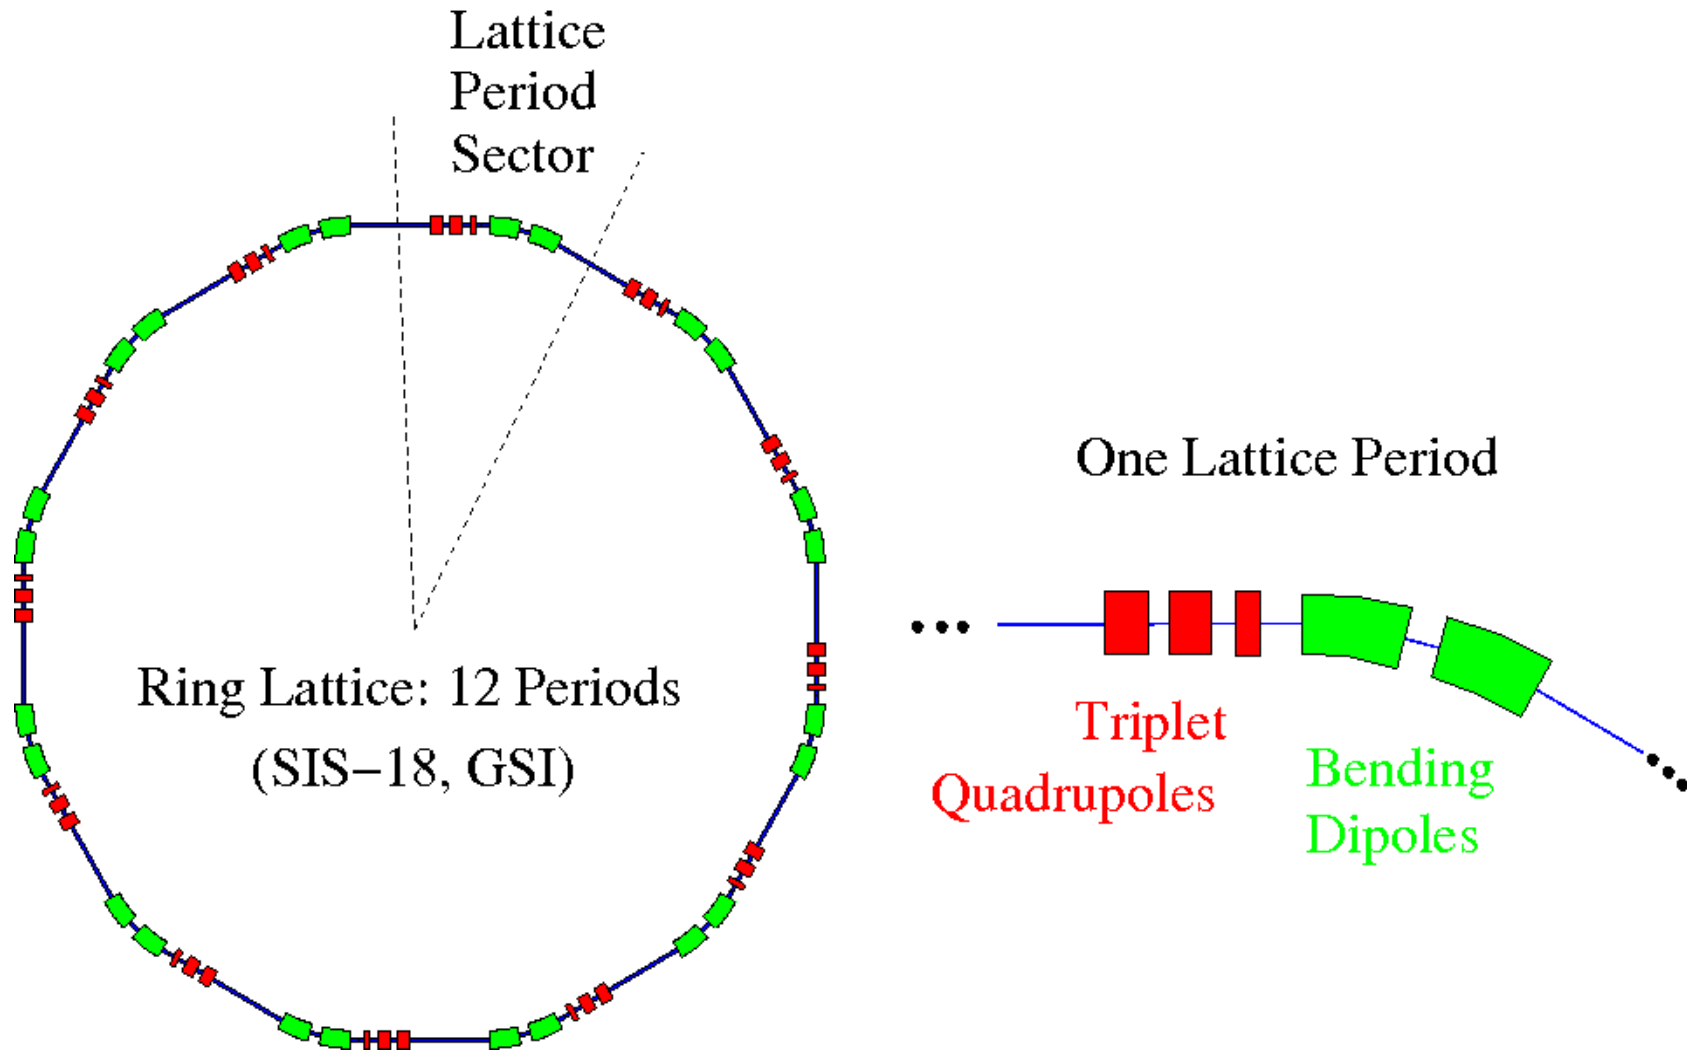 Lattice
Period
Sector
Ring Lattice: 12 Periods
(SIS−18, GSI)
One Lattice Period
Triplet
Quadrupoles
Bending
Dipoles